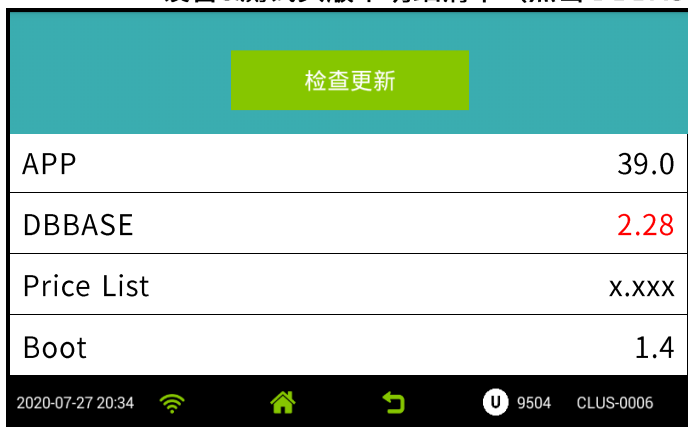 检查更新
APP 39.0
DBBASE 2.28
Price List x.xxx
Boot 1.4
2020-07-27 20:34 U 9504 CLUS-0006